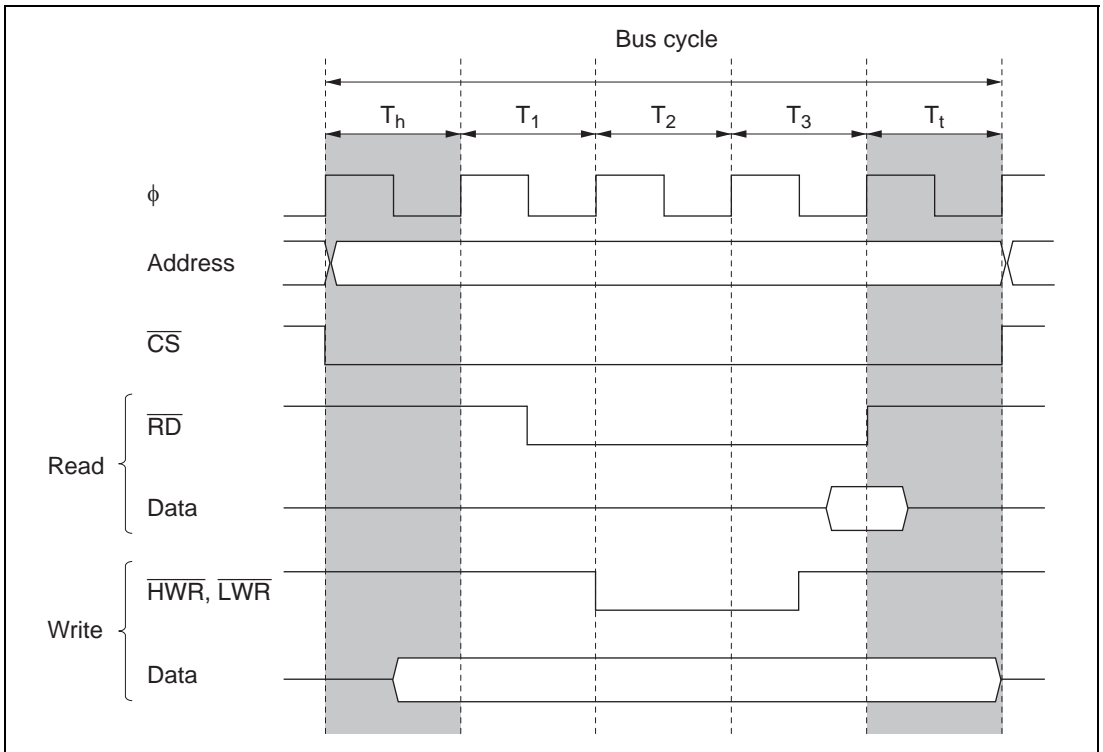 Bus cycle
Th T1 T2 T3 Tt
ϕ
Address
CS
Read
RD
Data
Write
HWR, LWR
Data